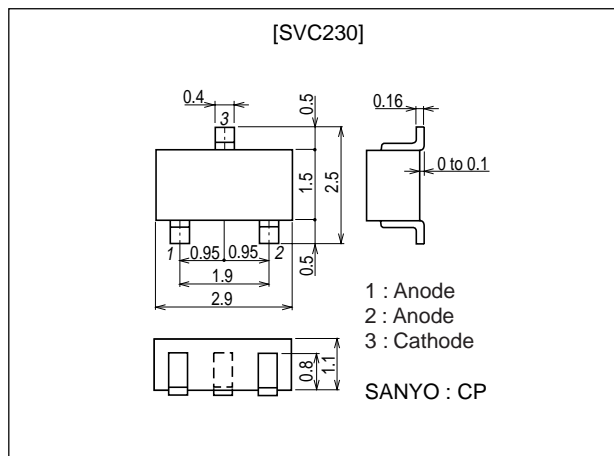 [SVC230]
0.4
3
0.5
1.5
2.5
0.5
0.16
0 to 0.1
1
0.95
0.95
2
1.9
2.9
1 : Anode
2 : Anode
3 : Cathode
0.8
1.1
SANYO : CP